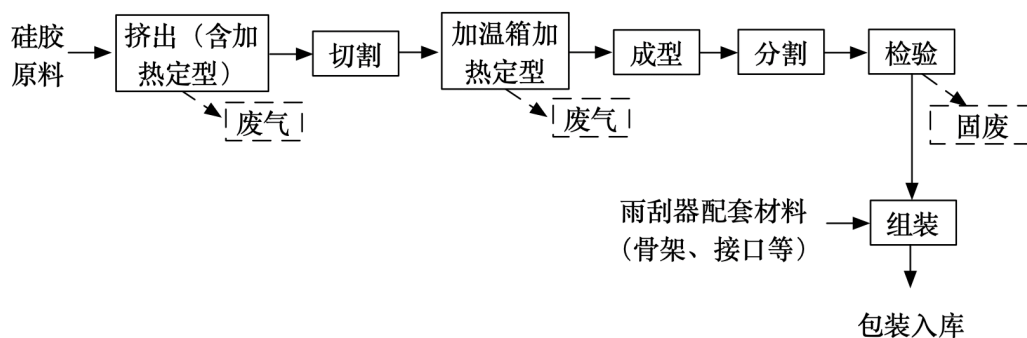 硅胶
原料
挤出（含加
热定型）
切割
加温箱加
热定型
成型
分割
检验
废气
废气
固废
雨刮器配套材料
（骨架、接口等）
组装
包装入库